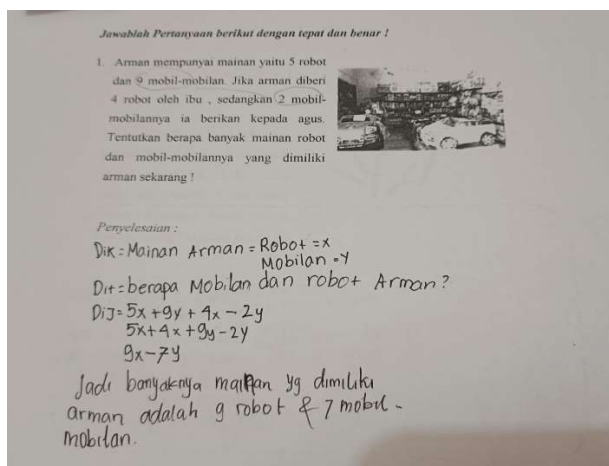 Jawablah Pertanyaan berikut dengan tepat dan benar !
1. Arman mempunyai mainan yaitu 5 robot
dan 9 mobil-mobilan. Jika arman diberi
4 robot oleh ibu , sedangkan 2 mobil-
mobilannya ia berikan kepada agus.
Tentutkan berapa banyak mainan robot
dan mobil-mobilannya yang dimiliki
arman sekarang !
Penyelesaian :
Dik = Mainan Arman = Robot = x
Mobilan = y
Dit = berapa Mobilan dan robot Arman?
DiJ = 5x + 9y + 4x - 2y
5x + 4x + 9y - 2y
9x - 7y
Jadi banyaknya mainan yg dimiliki
arman adalah 9 robot & 7 mobil-
mobilan.